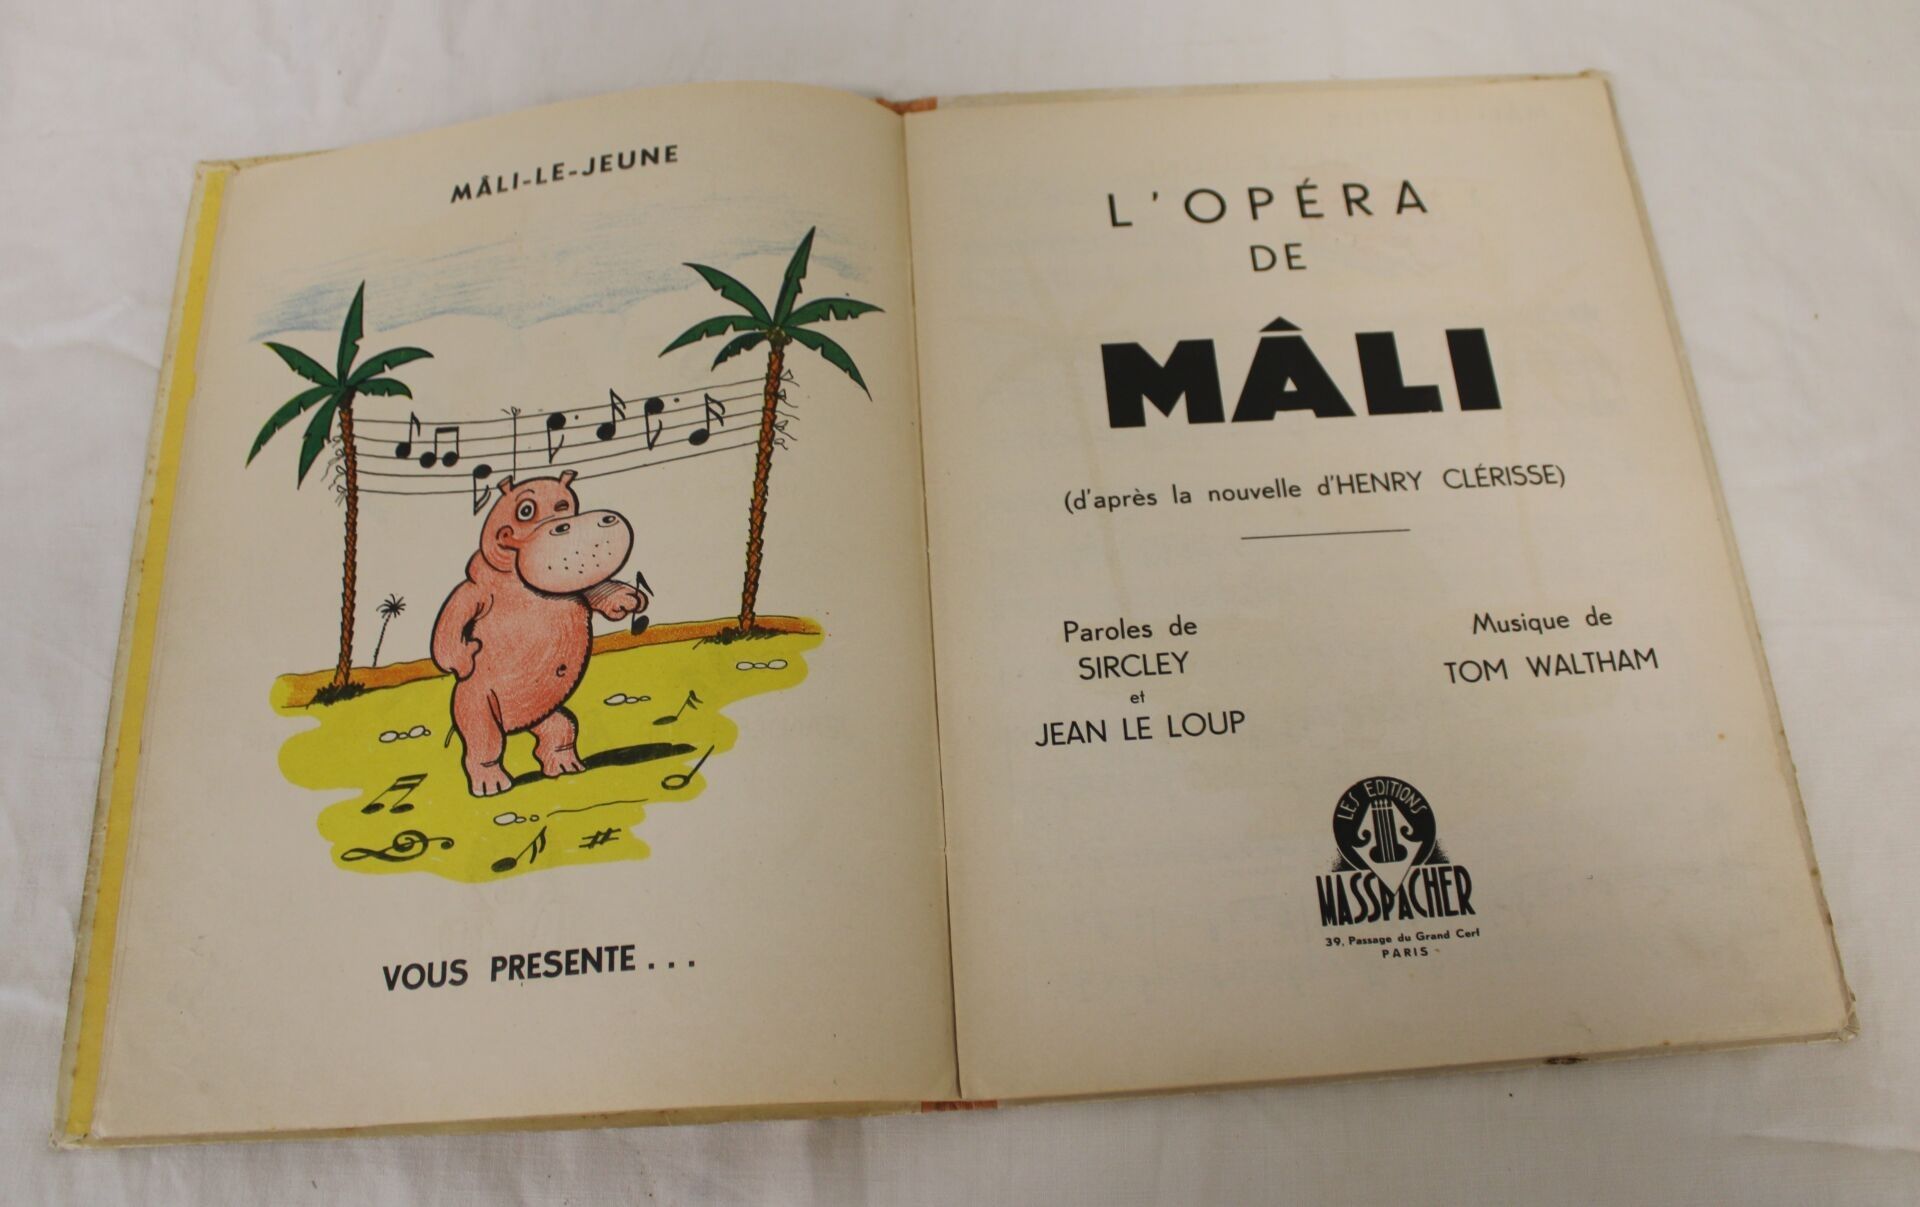 MÂLI-LE-JEUNE
VOUS PRESENTE...
L'OPÉRA
DE
MÂLI
(d'après la nouvelle d'HENRY CLÉRISSE)
Paroles de
SIRCLEY
et
JEAN LE LOUP
Musique de
TOM WALTHAM
LES EDITIONS
MASSPACHER
39, Passage du Grand Cerf
PARIS